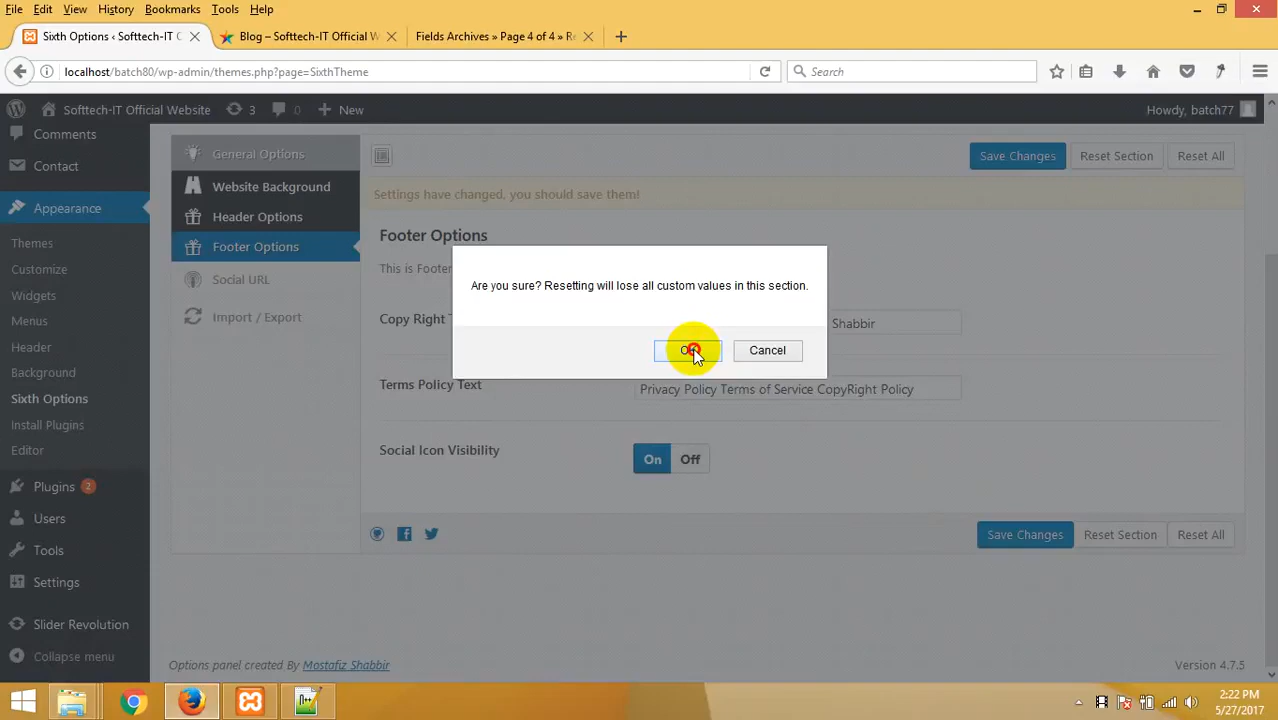 File Edit View History Bookmarks Tools Help
Sixth Options ‹ Softtech-IT Blog – Softtech-IT Official W Fields Archives » Page 4 of 4 »
localhost/batch80/wp-admin/themes.php?page=SixthTheme Search
Softtech-IT Official Website 3 0 New Howdy, batch77
Comments
Contact
Appearance
Themes
Customize
Widgets
Menus
Header
Background
Sixth Options
Install Plugins
Editor
Plugins 2
Users
Tools
Settings
Slider Revolution
Collapse menu
General Options
Website Background
Header Options
Footer Options
Social URL
Import / Export
Save Changes Reset Section Reset All
Settings have changed, you should save them!
Footer Options
This is Footer
Are you sure? Resetting will lose all custom values in this section.
Cancel
Copy Right Shabbir
Terms Policy Text Privacy Policy Terms of Service CopyRight Policy
Social Icon Visibility On Off
Save Changes Reset Section Reset All
Options panel created By Mostafiz Shabbir Version 4.7.5
2:22 PM
5/27/2017